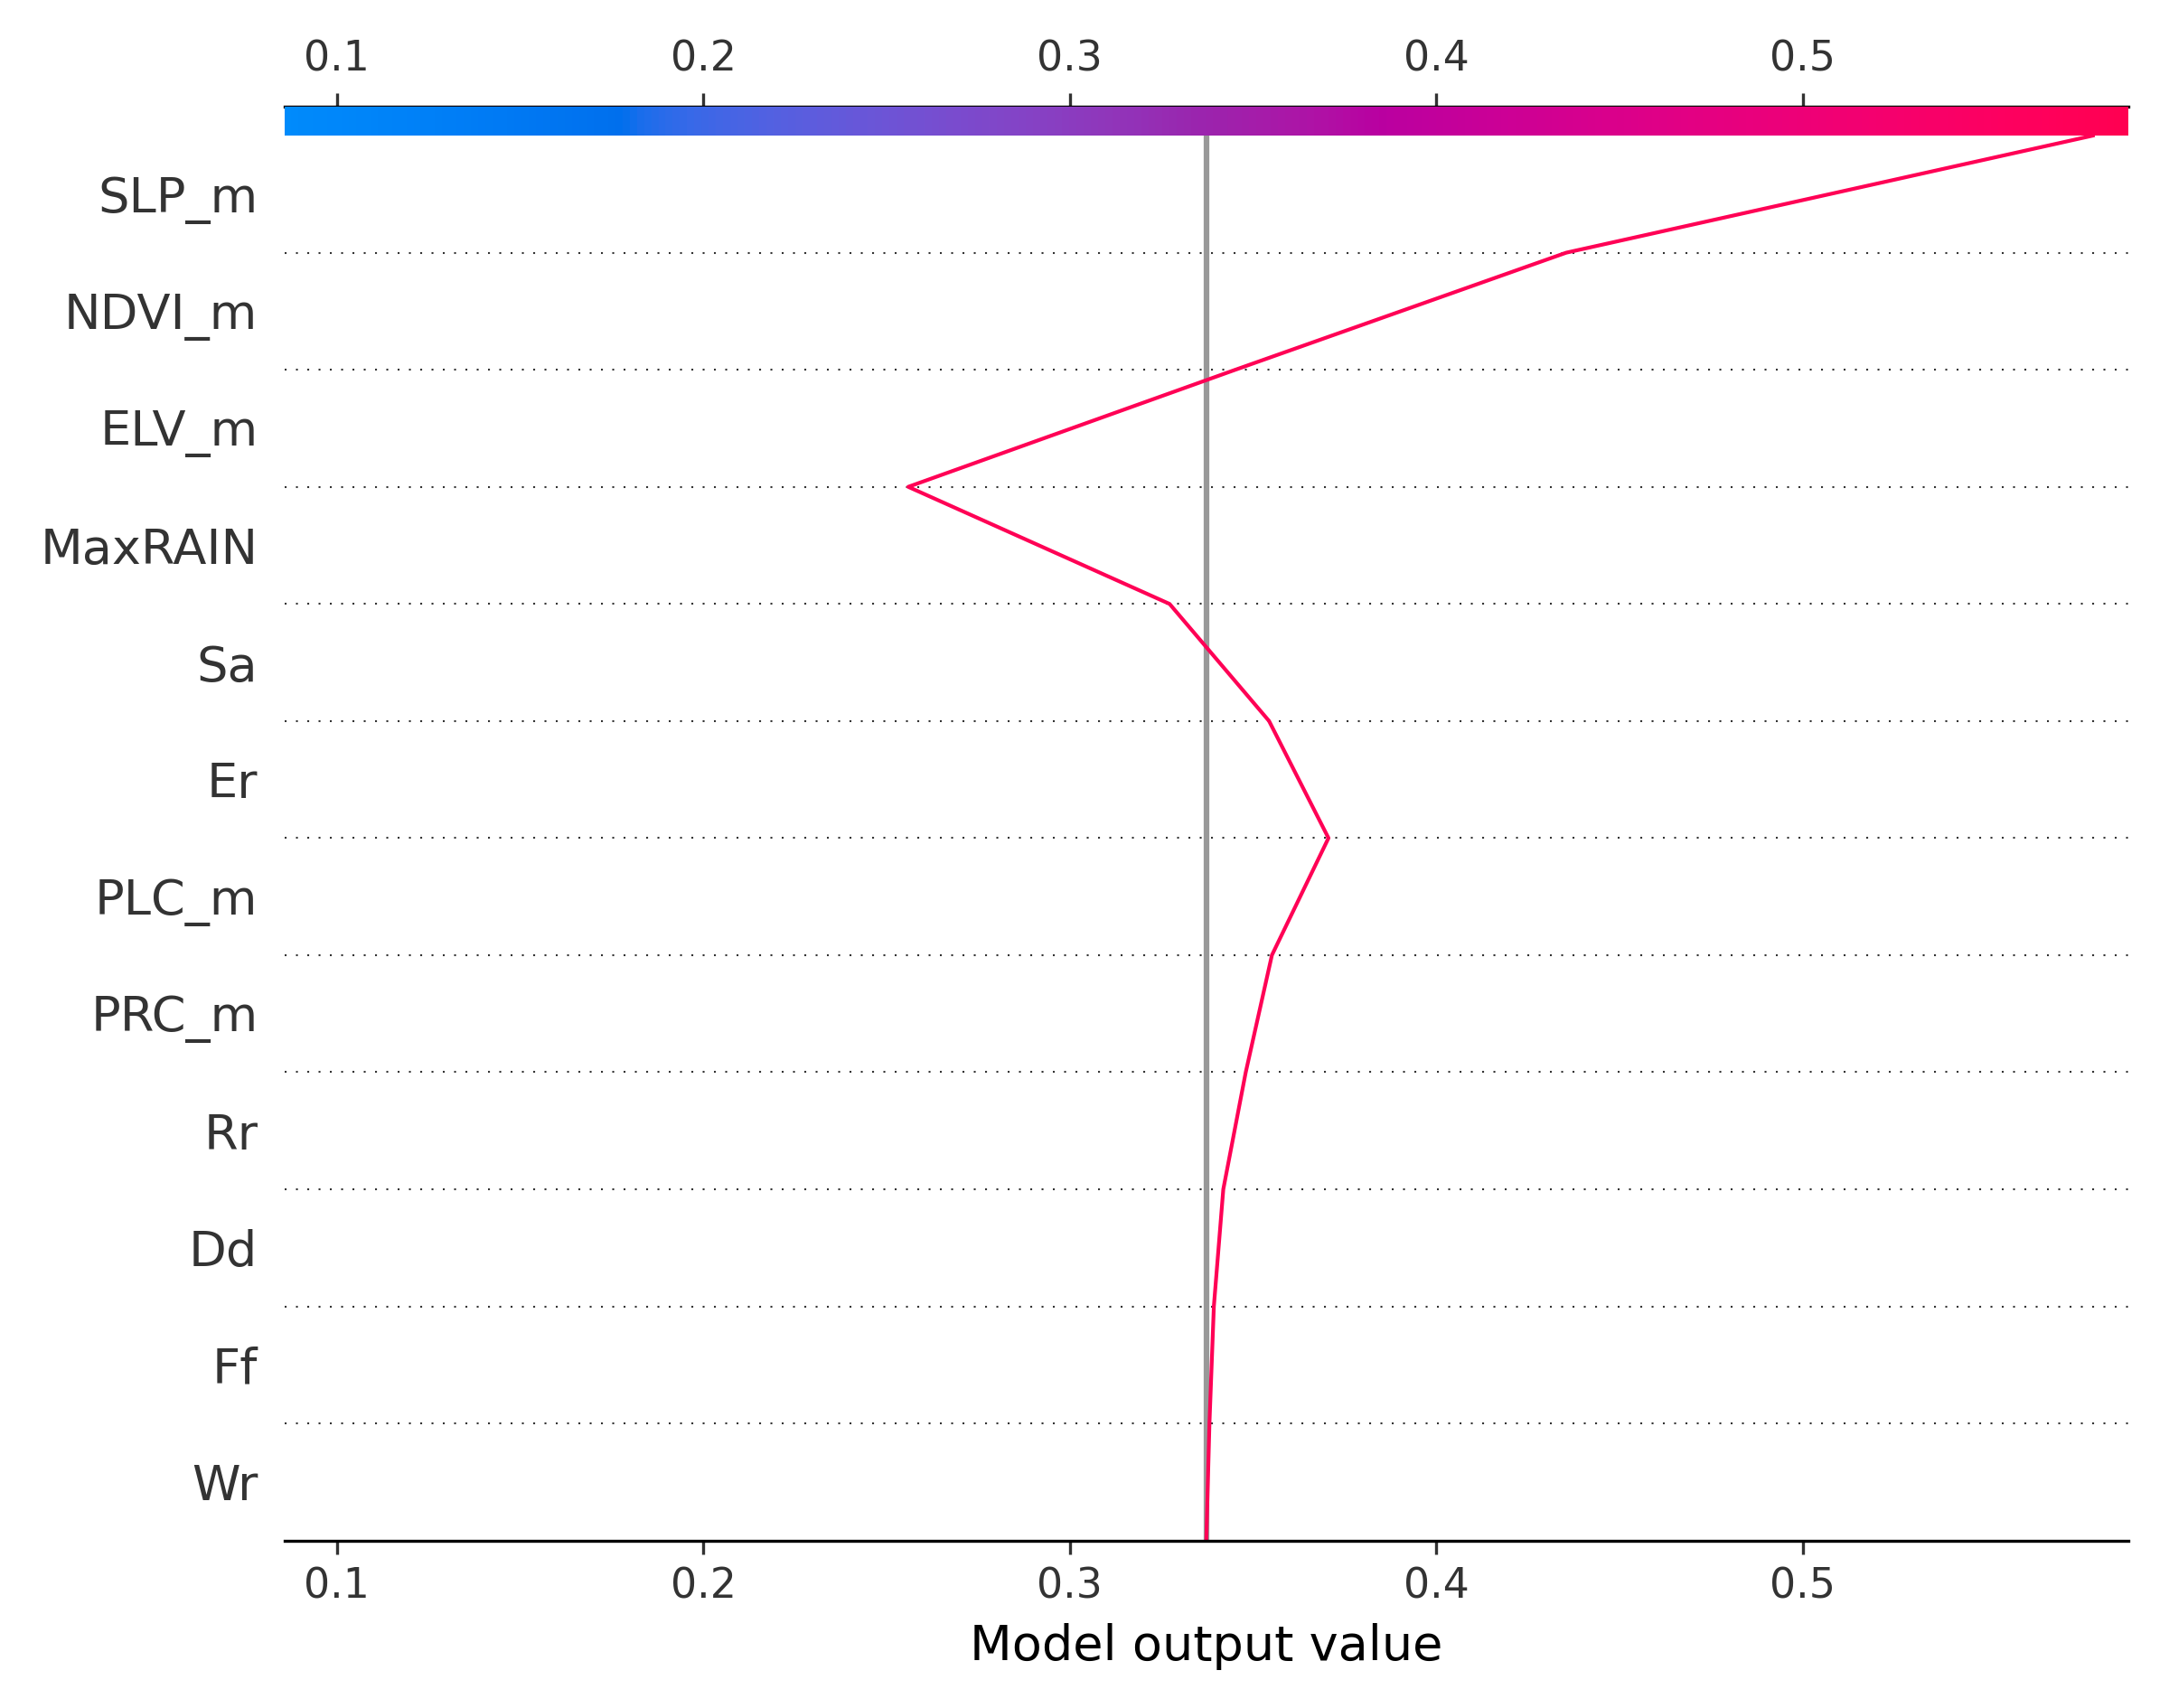 0.1 0.2 0.3 0.4 0.5
SLP_m
NDVI_m
ELV_m
MaxRAIN
Sa
Er
PLC_m
PRC_m
Rr
Dd
Ff
Wr
0.1 0.2 0.3 0.4 0.5
Model output value